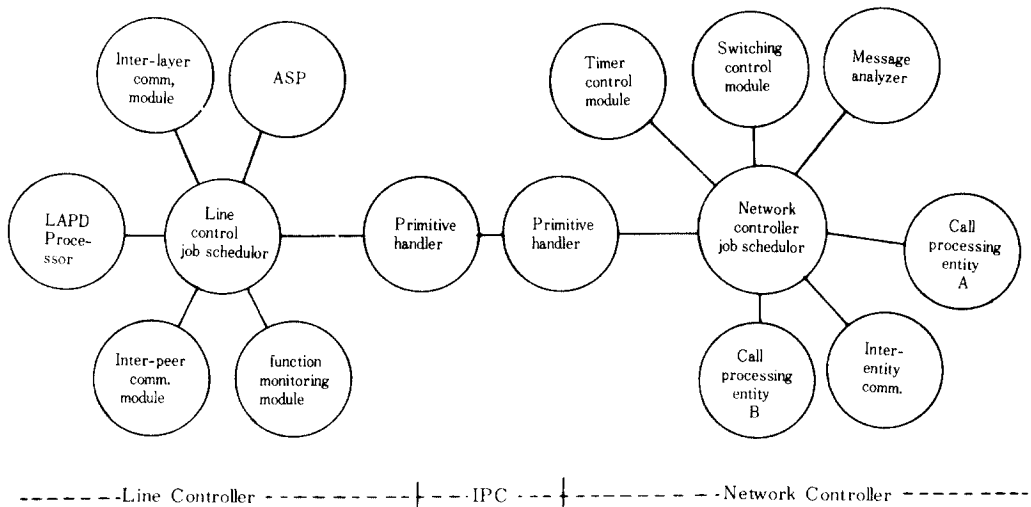 Inter-layer
comm,
module
ASP
LAPD
Proce-
ssor
Line
control
job schedulor
Inter-peer
comm.
module
function
monitoring
module
Primitive
handler
Primitive
handler
Timer
control
module
Switching
control
module
Message
analyzer
Network
controller
job schedulor
Call
processing
entity
A
Call
processing
entity
B
Inter-
entity
comm.
Line Controller
IPC
Network Controller